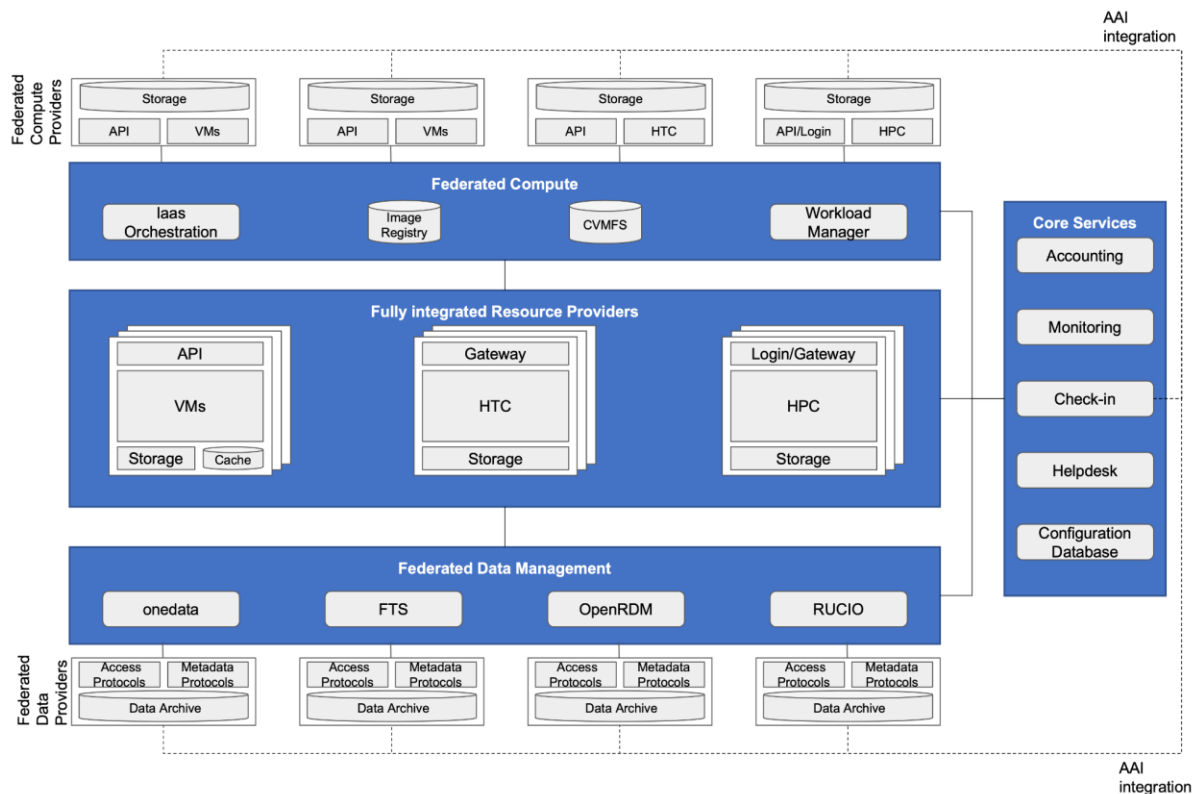 AAI
integration
Federated
Compute
Providers
Storage
API
VMs
Storage
API
VMs
Storage
API
HTC
Storage
API/Login
HPC
Federated Compute
Iaas
Orchestration
Image
Registry
CVMFS
Workload
Manager
Core Services
Accounting
Monitoring
Check-in
Helpdesk
Configuration
Database
Fully integrated Resource Providers
API
VMs
Storage
Cache
Gateway
HTC
Storage
Login/Gateway
HPC
Storage
Federated Data Management
onedata
FTS
OpenRDM
RUCIO
Federated
Data
Providers
Access
Protocols
Metadata
Protocols
Data Archive
Access
Protocols
Metadata
Protocols
Data Archive
Access
Protocols
Metadata
Protocols
Data Archive
Access
Protocols
Metadata
Protocols
Data Archive
AAI
integration